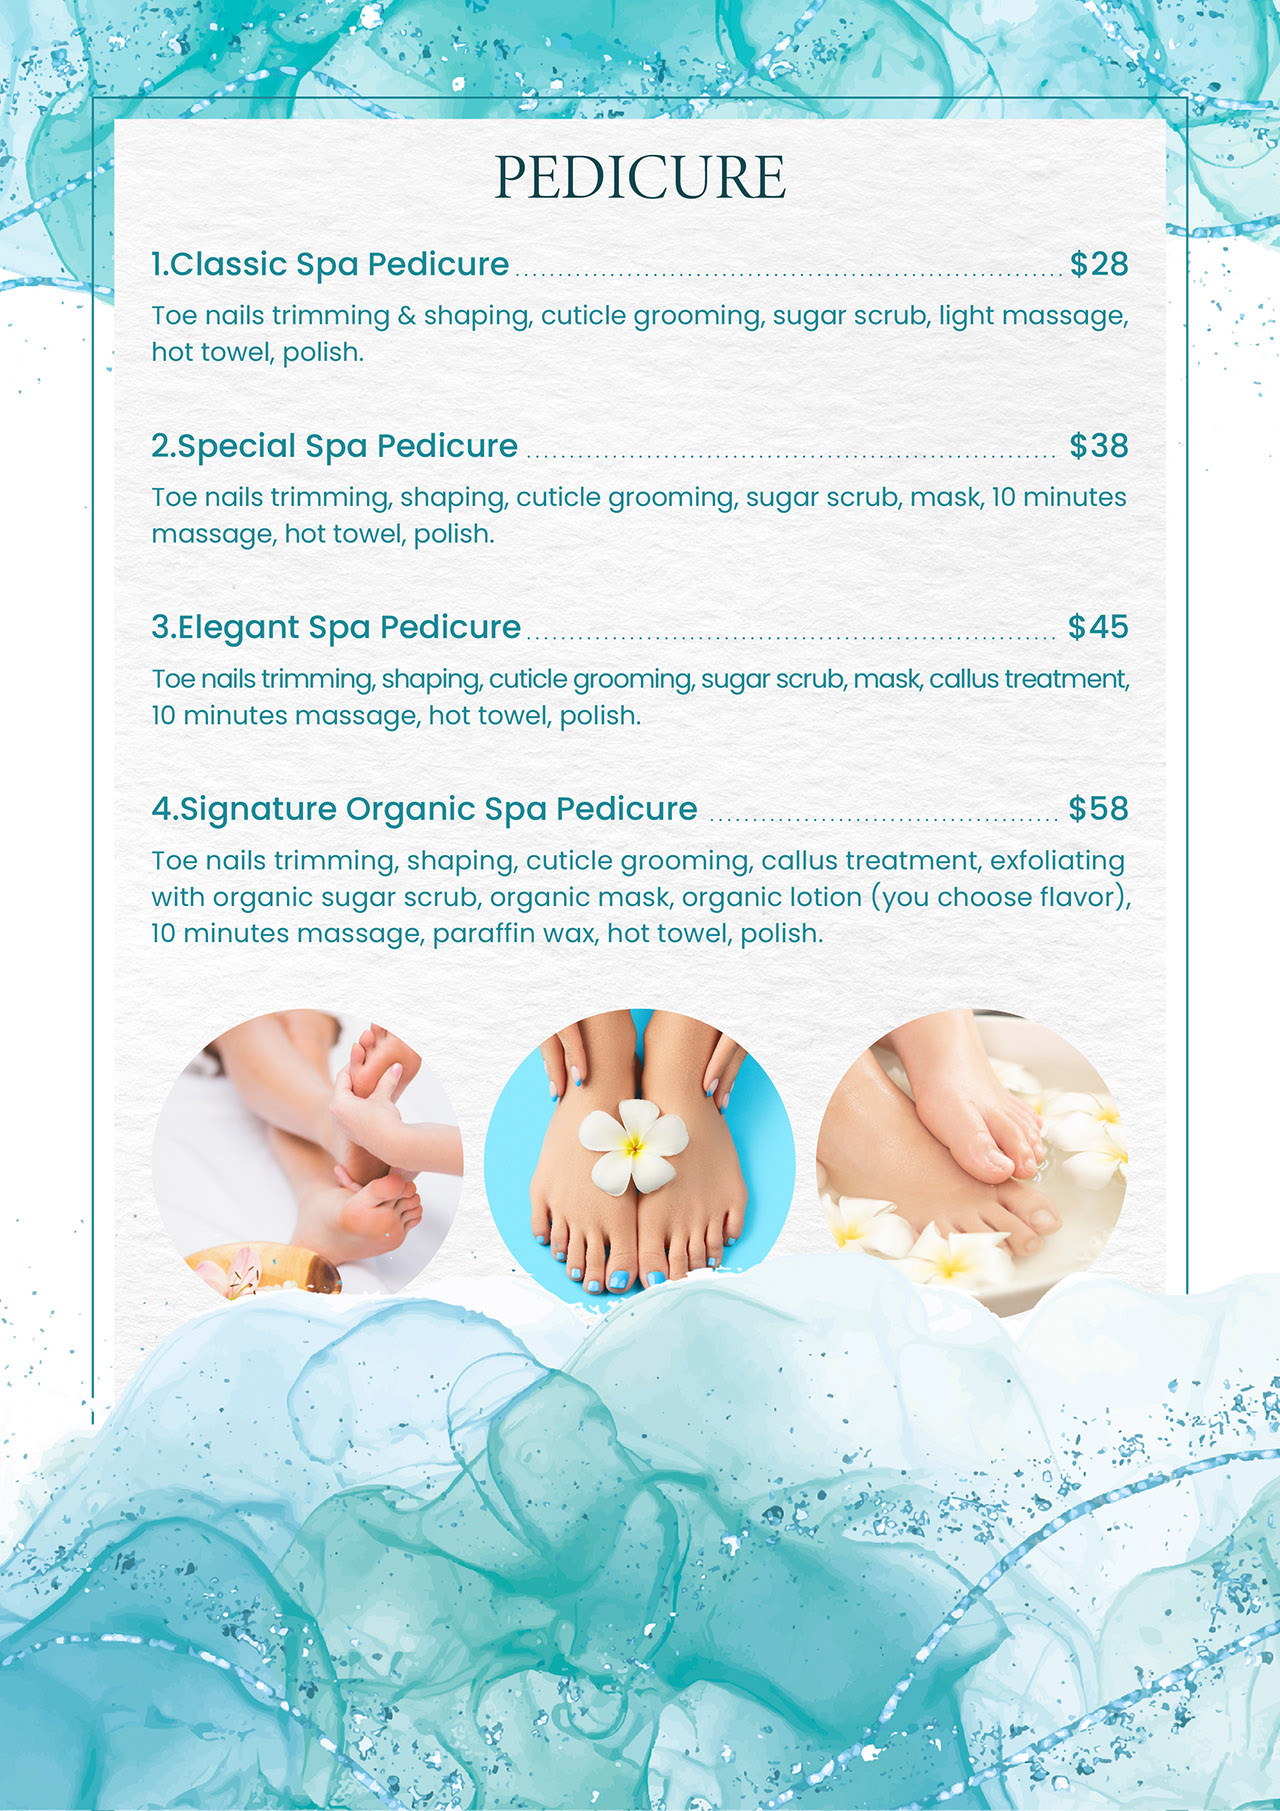 PEDICURE
1.Classic Spa Pedicure ........ $28
Toe nails trimming & shaping, cuticle grooming, sugar scrub, light massage,
hot towel, polish.
2.Special Spa Pedicure ........ $38
Toe nails trimming, shaping, cuticle grooming, sugar scrub, mask, 10 minutes
massage, hot towel, polish.
3.Elegant Spa Pedicure ........ $45
Toe nails trimming, shaping, cuticle grooming, sugar scrub, mask, callus treatment,
10 minutes massage, hot towel, polish.
4.Signature Organic Spa Pedicure ........ $58
Toe nails trimming, shaping, cuticle grooming, callus treatment, exfoliating
with organic sugar scrub, organic mask, organic lotion (you choose flavor),
10 minutes massage, paraffin wax, hot towel, polish.